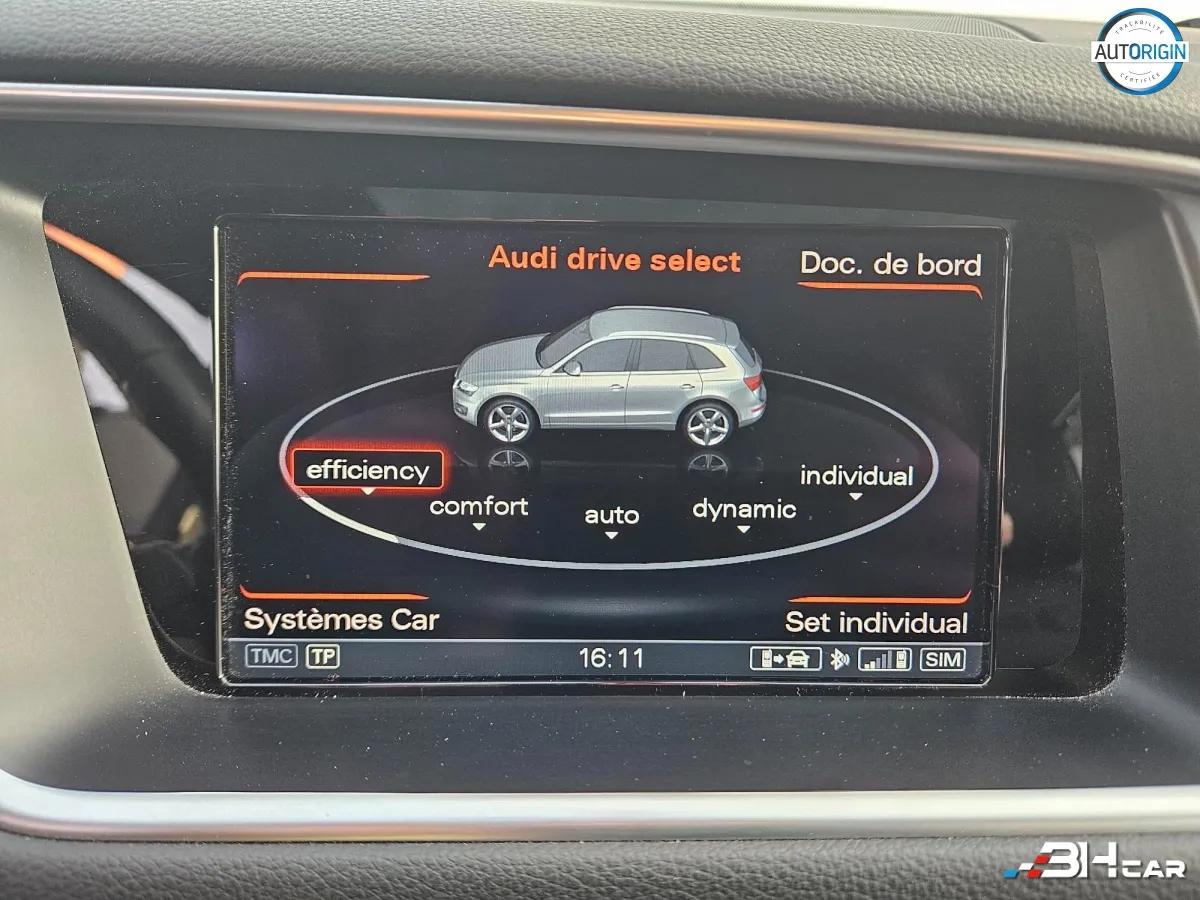 TRAÇABILITÉ
AUTORIGIN
CERTIFIÉE
Audi drive select
Doc. de bord
efficiency
comfort
auto
dynamic
individual
Systèmes Car
Set individual
TMC TP 16:11 SIM
3HCAR